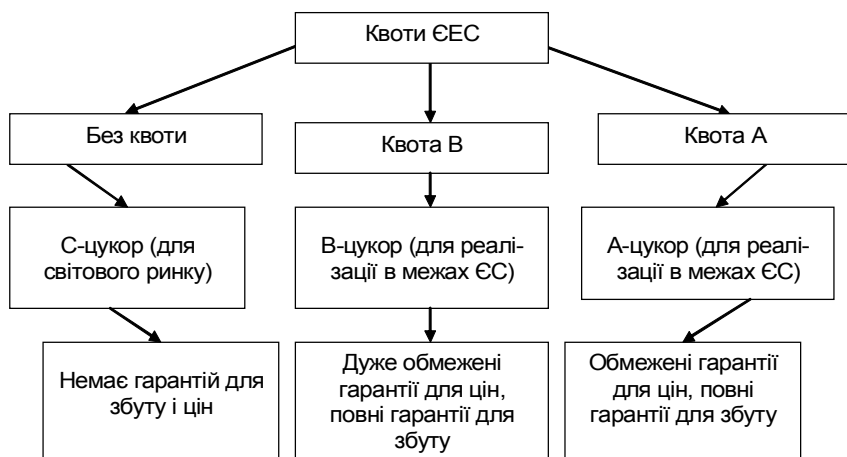 Квоти ЄЕС
Без квоти
Квота В
Квота А
С-цукор (для
світового ринку)
В-цукор (для реалі-
зації в межах ЄС)
А-цукор (для реалі-
зації в межах ЄС)
Немає гарантій для
збуту і цін
Дуже обмежені
гарантії для цін,
повні гарантії для
збуту
Обмежені гарантії
для цін, повні
гарантії для збуту